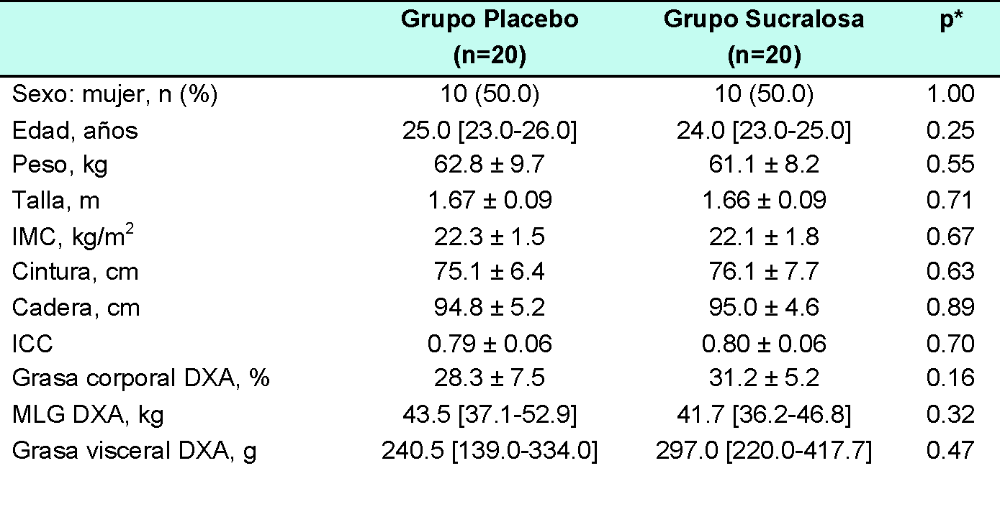 Grupo Placebo Grupo Sucralosa p*
(n=20) (n=20)
Sexo: mujer, n (%) 10 (50.0) 10 (50.0) 1.00
Edad, años 25.0 [23.0-26.0] 24.0 [23.0-25.0] 0.25
Peso, kg 62.8 ± 9.7 61.1 ± 8.2 0.55
Talla, m 1.67 ± 0.09 1.66 ± 0.09 0.71
IMC, kg/m² 22.3 ± 1.5 22.1 ± 1.8 0.67
Cintura, cm 75.1 ± 6.4 76.1 ± 7.7 0.63
Cadera, cm 94.8 ± 5.2 95.0 ± 4.6 0.89
ICC 0.79 ± 0.06 0.80 ± 0.06 0.70
Grasa corporal DXA, % 28.3 ± 7.5 31.2 ± 5.2 0.16
MLG DXA, kg 43.5 [37.1-52.9] 41.7 [36.2-46.8] 0.32
Grasa visceral DXA, g 240.5 [139.0-334.0] 297.0 [220.0-417.7] 0.47